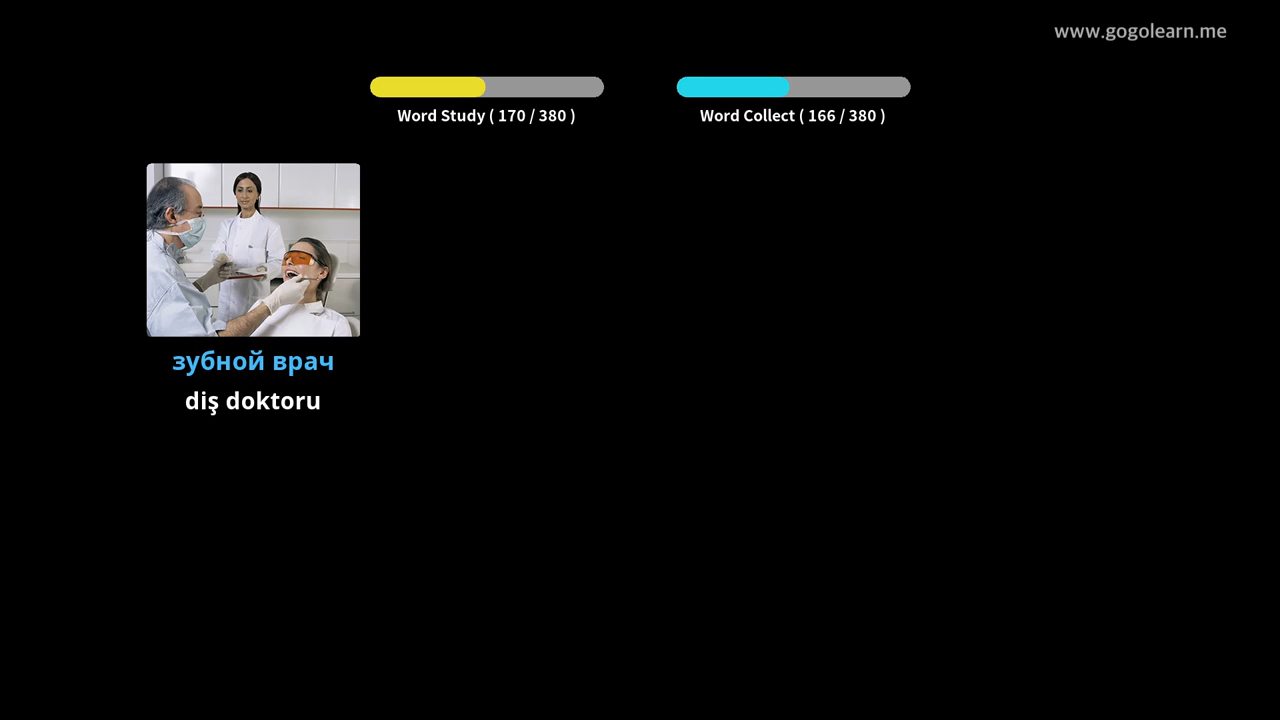 www.gogolearn.me
Word Study ( 170 / 380 )
Word Collect ( 166 / 380 )
зубной врач
diş doktoru